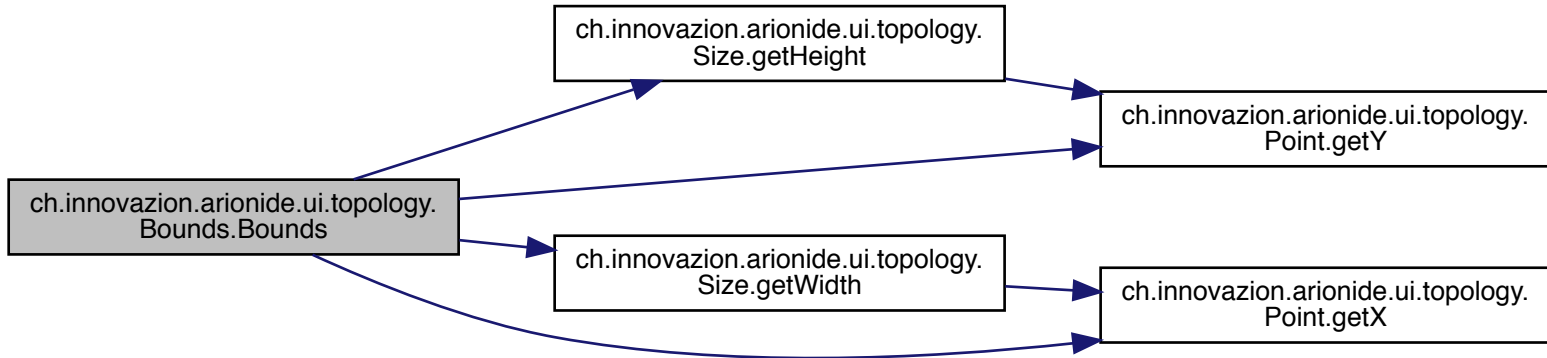 ch.innovazion.arionide.ui.topology.
Bounds.Bounds
ch.innovazion.arionide.ui.topology.
Size.getHeight
ch.innovazion.arionide.ui.topology.
Point.getY
ch.innovazion.arionide.ui.topology.
Size.getWidth
ch.innovazion.arionide.ui.topology.
Point.getX